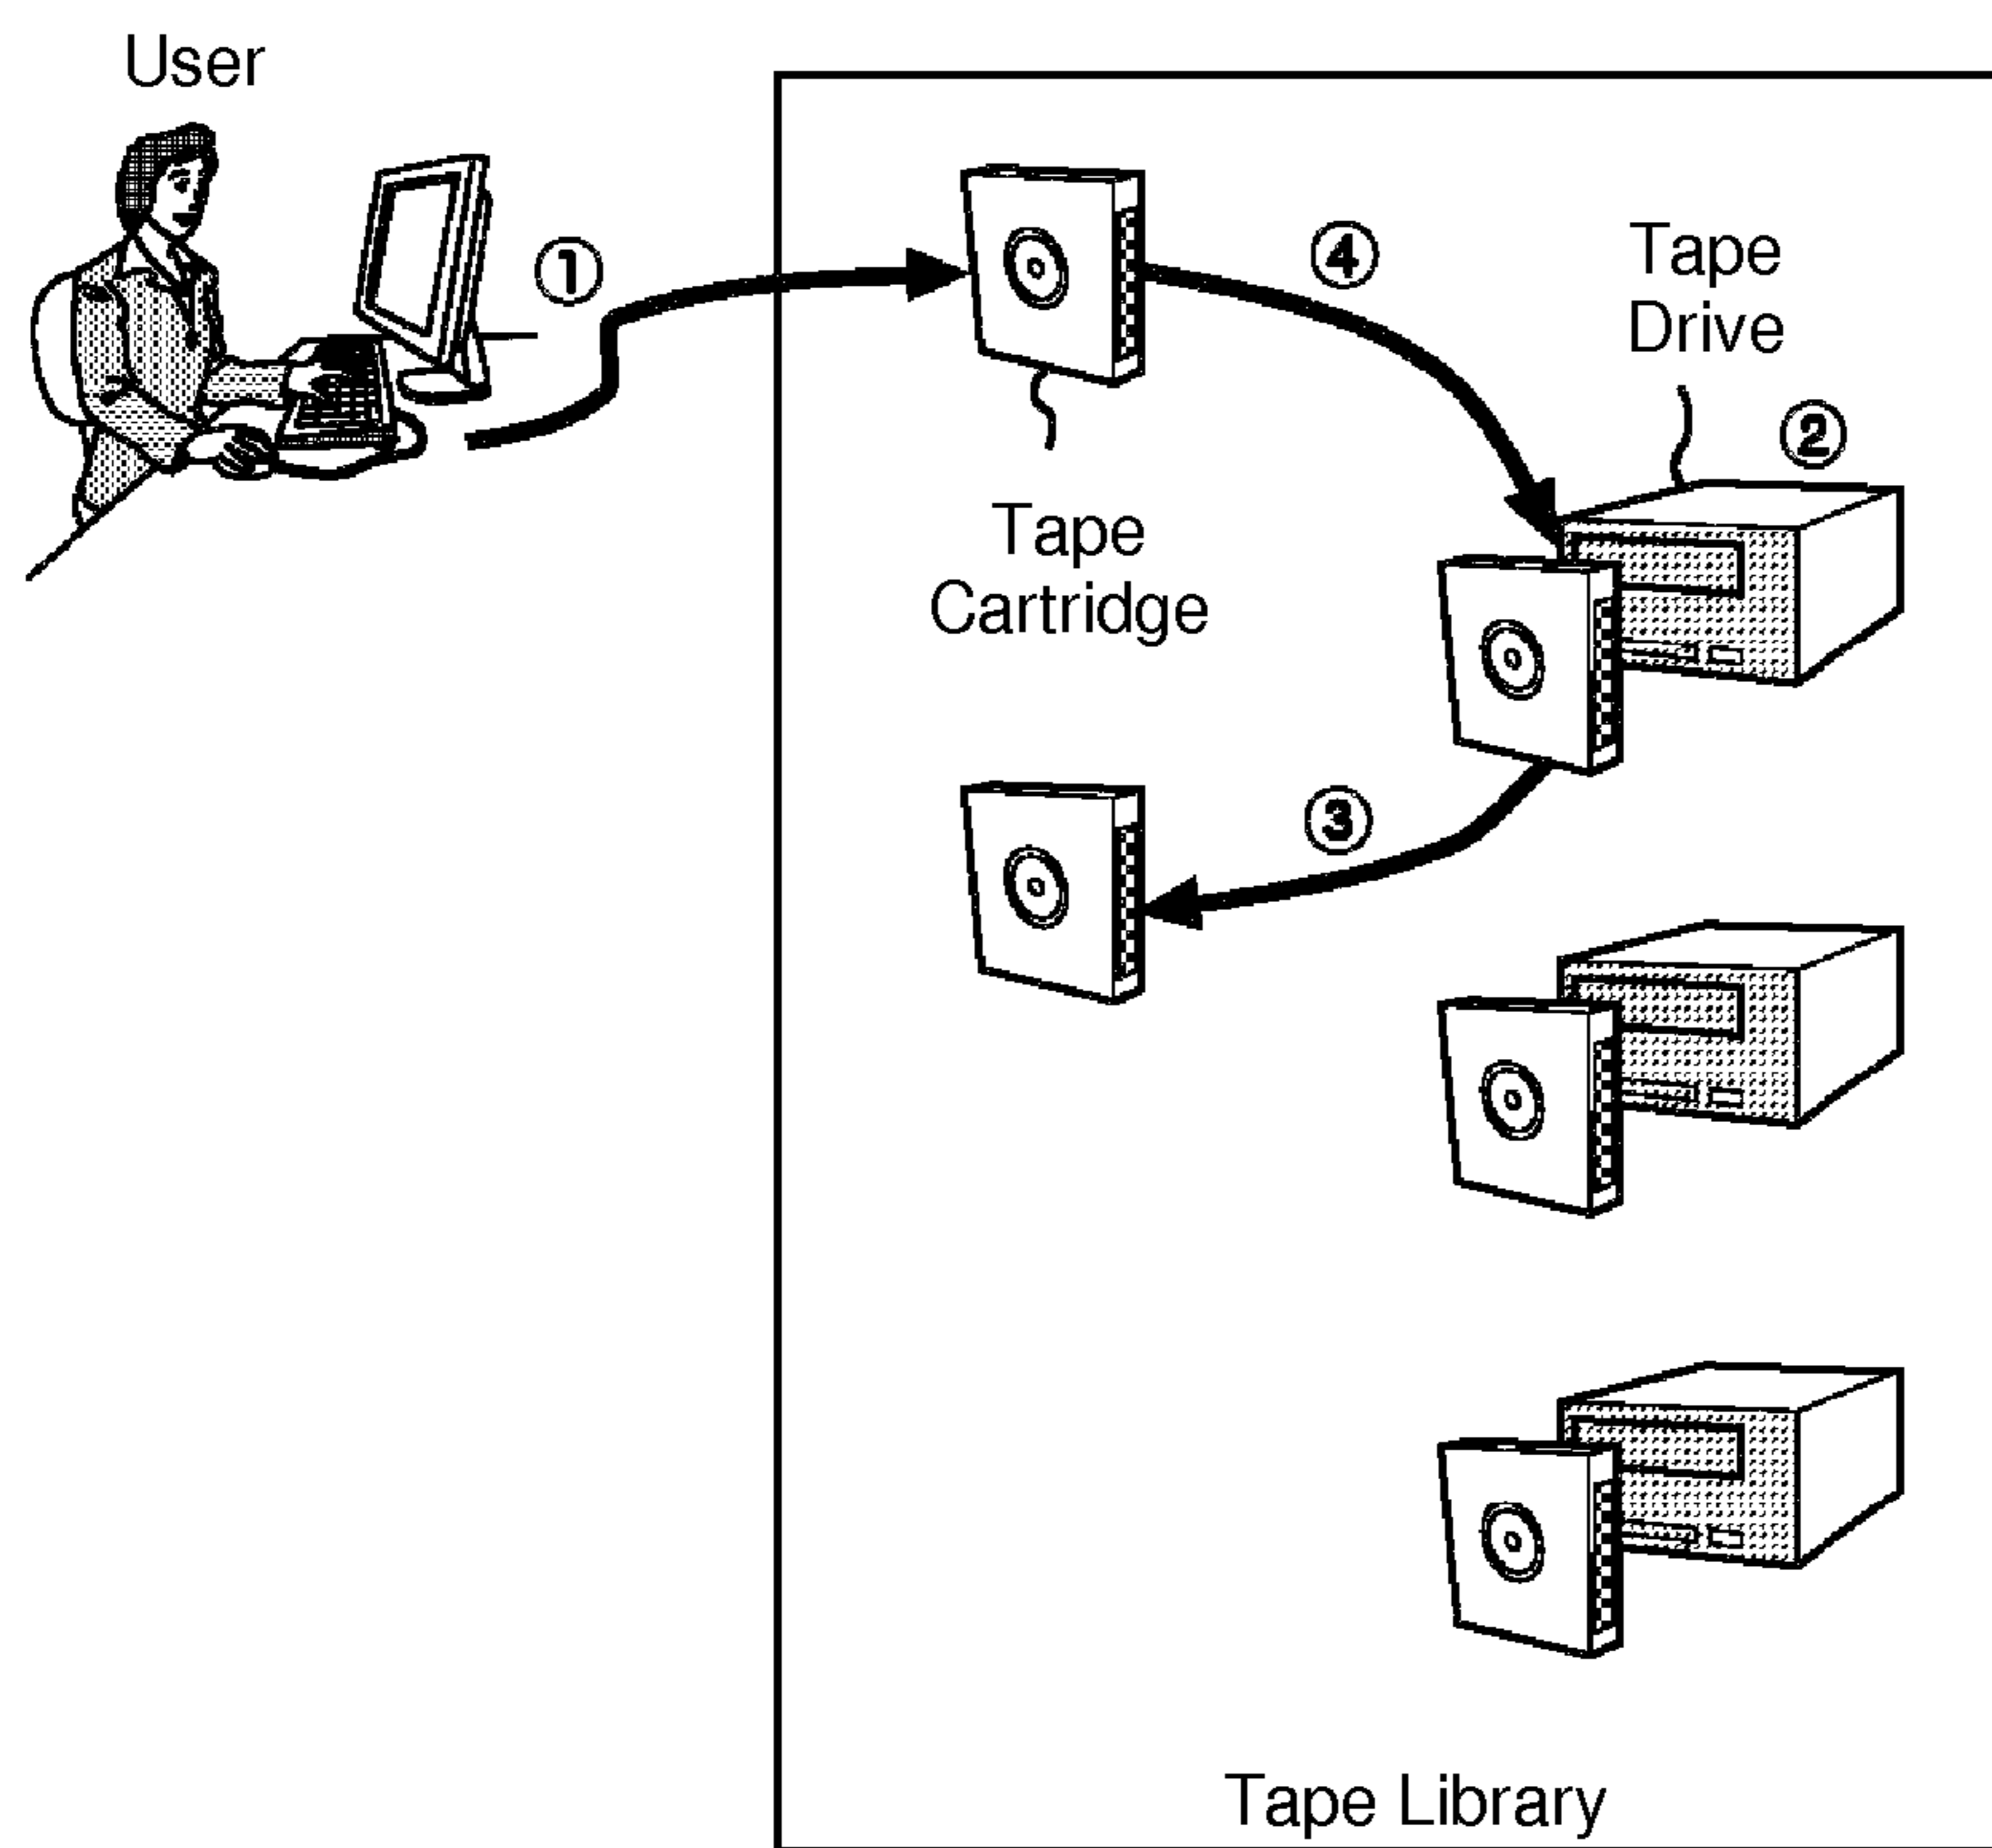 User
①
④
Tape
Drive
②
Tape
Cartridge
③
Tape Library